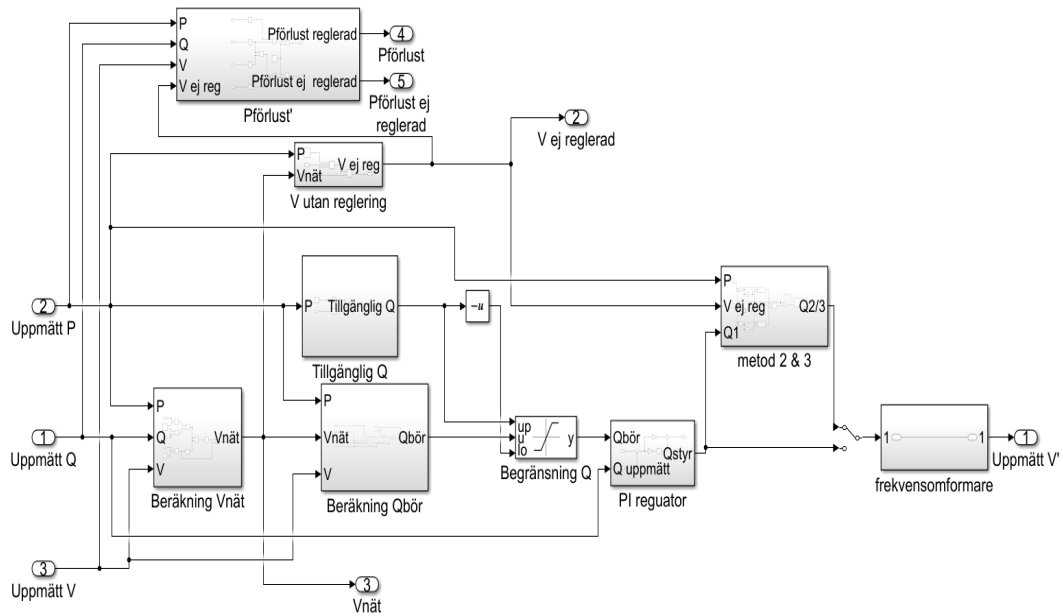 P
Q
V
V ej reg
Pförlust reglerad
Pförlust ej reglerad
Pförlust'
4
Pförlust
5
Pförlust ej
reglerad
2
V ej reglerad
P
Vnät
V ej reg
V utan reglering
2
Uppmätt P
P
Tillgänglig Q
Tillgänglig Q
-u
P
V ej reg
Q1
Q2/3
metod 2 & 3
1
Uppmätt Q
P
Q
V
Vnät
Beräkning Vnät
P
Vnät
V
Qbör
Beräkning Qbör
up
u
lo
y
Begränsning Q
Qbör
Q uppmätt
Qstyr
PI reguator
1
1
frekvensomformare
1
Uppmätt V'
3
Uppmätt V
3
Vnät